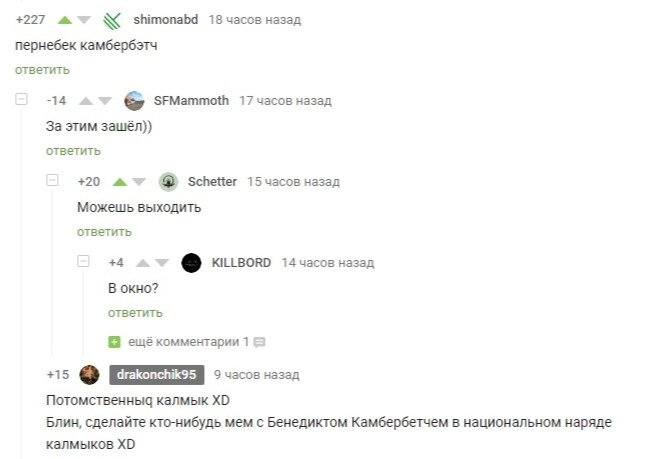 +227 shimonabd 18 часов назад
пернебек камбербэтч
ответить
-14 SFMammoth 17 часов назад
За этим зашёл))
ответить
+20 Schetter 15 часов назад
Можешь выходить
ответить
+4 KILLBORD 14 часов назад
В окно?
ответить
ещё комментарии 1
+15 drakonchik95 9 часов назад
Потомственныq калмык XD
Блин, сделайте кто-нибудь мем с Бенедиктом Камбербетчем в национальном наряде
калмыков XD